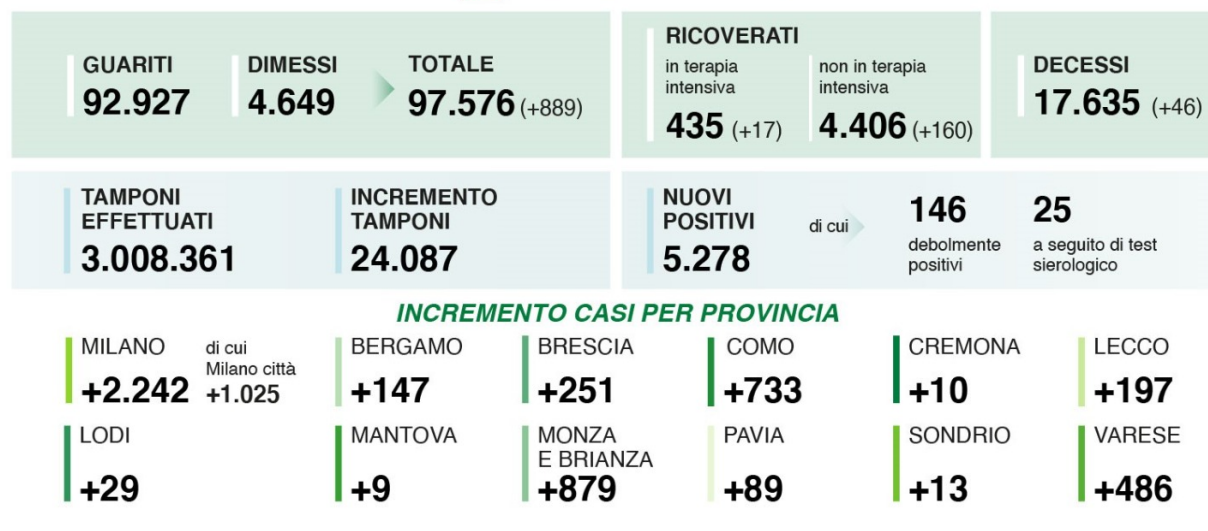 GUARITI
92.927
DIMESSI
4.649
TOTALE
97.576 (+889)
RICOVERATI
in terapia
intensiva
435 (+17)
non in terapia
intensiva
4.406 (+160)
DECESSI
17.635 (+46)
TAMPONI
EFFETTUATI
3.008.361
INCREMENTO
TAMPONI
24.087
NUOVI
POSITIVI
5.278
di cui
146
debolmente
positivi
25
a seguito di test
sierologico
INCREMENTO CASI PER PROVINCIA
MILANO
+2.242
di cui
Milano città
+1.025
BERGAMO
+147
BRESCIA
+251
COMO
+733
CREMONA
+10
LECCO
+197
LODI
+29
MANTOVA
+9
MONZA
E BRIANZA
+879
PAVIA
+89
SONDRIO
+13
VARESE
+486